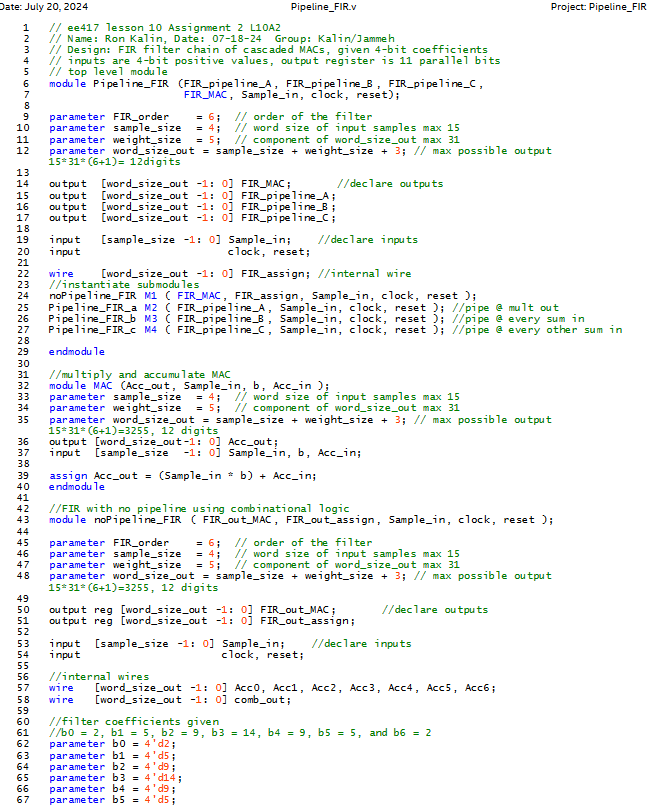 Date: July 20, 2024 Pipeline_FIR.v Project: Pipeline_FIR
1 // ee417 lesson 10 Assignment 2 L10A2
2 // Name: Ron Kalin, Date: 07-18-24 Group: Kalin/Jammeh
3 // Design: FIR filter chain of cascaded MACs, given 4-bit coefficients
4 // inputs are 4-bit positive values, output register is 11 parallel bits
5 // top level module
6 module Pipeline_FIR (FIR_pipeline_A, FIR_pipeline_B, FIR_pipeline_C,
7 FIR_MAC, Sample_in, clock, reset);
8
9 parameter FIR_order = 6; // order of the filter
10 parameter sample_size = 4; // word size of input samples max 15
11 parameter weight_size = 5; // component of word_size_out max 31
12 parameter word_size_out = sample_size + weight_size + 3; // max possible output
15*31*(6+1)= 12digits
13
14 output [word_size_out -1: 0] FIR_MAC; //declare outputs
15 output [word_size_out -1: 0] FIR_pipeline_A;
16 output [word_size_out -1: 0] FIR_pipeline_B;
17 output [word_size_out -1: 0] FIR_pipeline_C;
18
19 input [sample_size -1: 0] Sample_in; //declare inputs
20 input clock, reset;
21
22 wire [word_size_out -1: 0] FIR_assign; //internal wire
23 //instantiate submodules
24 noPipeline_FIR M1 ( FIR_MAC, FIR_assign, Sample_in, clock, reset );
25 Pipeline_FIR_a M2 ( FIR_pipeline_A, Sample_in, clock, reset ); //pipe @ mult out
26 Pipeline_FIR_b M3 ( FIR_pipeline_B, Sample_in, clock, reset ); //pipe @ every sum in
27 Pipeline_FIR_c M4 ( FIR_pipeline_C, Sample_in, clock, reset ); //pipe @ every other sum in
28
29 endmodule
30
31 //multiply and accumulate MAC
32 module MAC (Acc_out, Sample_in, b, Acc_in );
33 parameter sample_size = 4; // word size of input samples max 15
34 parameter weight_size = 5; // component of word_size_out max 31
35 parameter word_size_out = sample_size + weight_size + 3; // max possible output
15*31*(6+1)=3255, 12 digits
36 output [word_size_out-1: 0] Acc_out;
37 input [sample_size -1: 0] Sample_in, b, Acc_in;
38
39 assign Acc_out = (Sample_in * b) + Acc_in;
40 endmodule
41
42 //FIR with no pipeline using combinational logic
43 module noPipeline_FIR ( FIR_out_MAC, FIR_out_assign, Sample_in, clock, reset );
44
45 parameter FIR_order = 6; // order of the filter
46 parameter sample_size = 4; // word size of input samples max 15
47 parameter weight_size = 5; // component of word_size_out max 31
48 parameter word_size_out = sample_size + weight_size + 3; // max possible output
15*31*(6+1)=3255, 12 digits
49
50 output reg [word_size_out -1: 0] FIR_out_MAC; //declare outputs
51 output reg [word_size_out -1: 0] FIR_out_assign;
52
53 input [sample_size -1: 0] Sample_in; //declare inputs
54 input clock, reset;
55
56 //internal wires
57 wire [word_size_out -1: 0] Acc0, Acc1, Acc2, Acc3, Acc4, Acc5, Acc6;
58 wire [word_size_out -1: 0] comb_out;
59
60 //filter coefficients given
61 //b0 = 2, b1 = 5, b2 = 9, b3 = 14, b4 = 9, b5 = 5, and b6 = 2
62 parameter b0 = 4'd2;
63 parameter b1 = 4'd5;
64 parameter b2 = 4'd9;
65 parameter b3 = 4'd14;
66 parameter b4 = 4'd9;
67 parameter b5 = 4'd5;